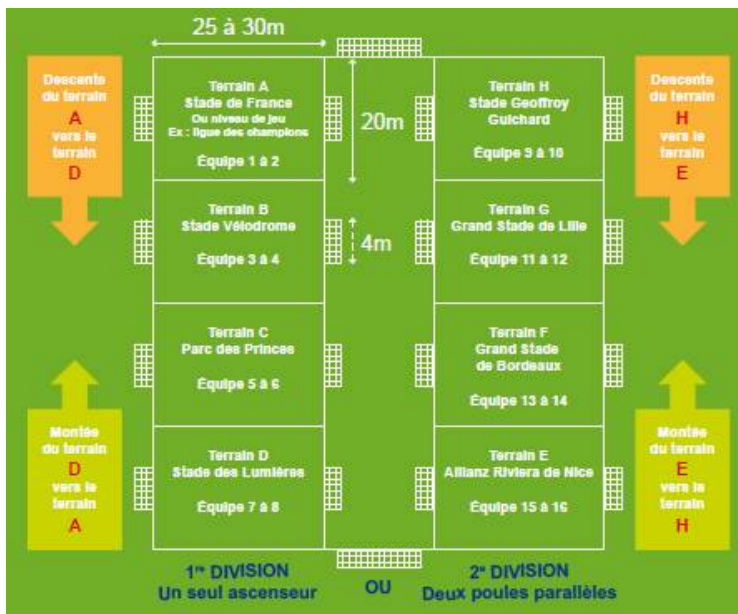 25 à 30m
Descente
du terrain
A
vers le
terrain
D
Terrain A
Stade de France
Ou niveau de jeu
Ex : ligue des champions
Équipe 1 à 2
20m
Terrain H
Stade Geoffroy
Guichard
Équipe 9 à 10
Descente
du terrain
H
vers le
terrain
E
Terrain B
Stade Vélodrome
Équipe 3 à 4
4m
Terrain G
Grand Stade de Lille
Équipe 11 à 12
Terrain C
Parc des Princes
Équipe 5 à 6
Terrain F
Grand Stade
de Bordeaux
Équipe 13 à 14
Montée
du terrain
D
vers le
terrain
A
Terrain D
Stade des Lumières
Équipe 7 à 8
Terrain E
Allianz Riviera de Nice
Équipe 15 à 16
Montée
du terrain
E
vers le
terrain
H
1re DIVISION
Un seul ascenseur
OU
2e DIVISION
Deux poules parallèles